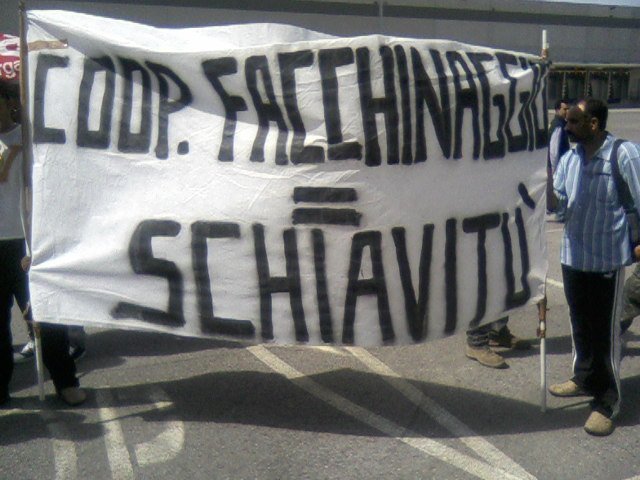 COOP. FACCHINAGGIO
=
SCHIAVITÙ